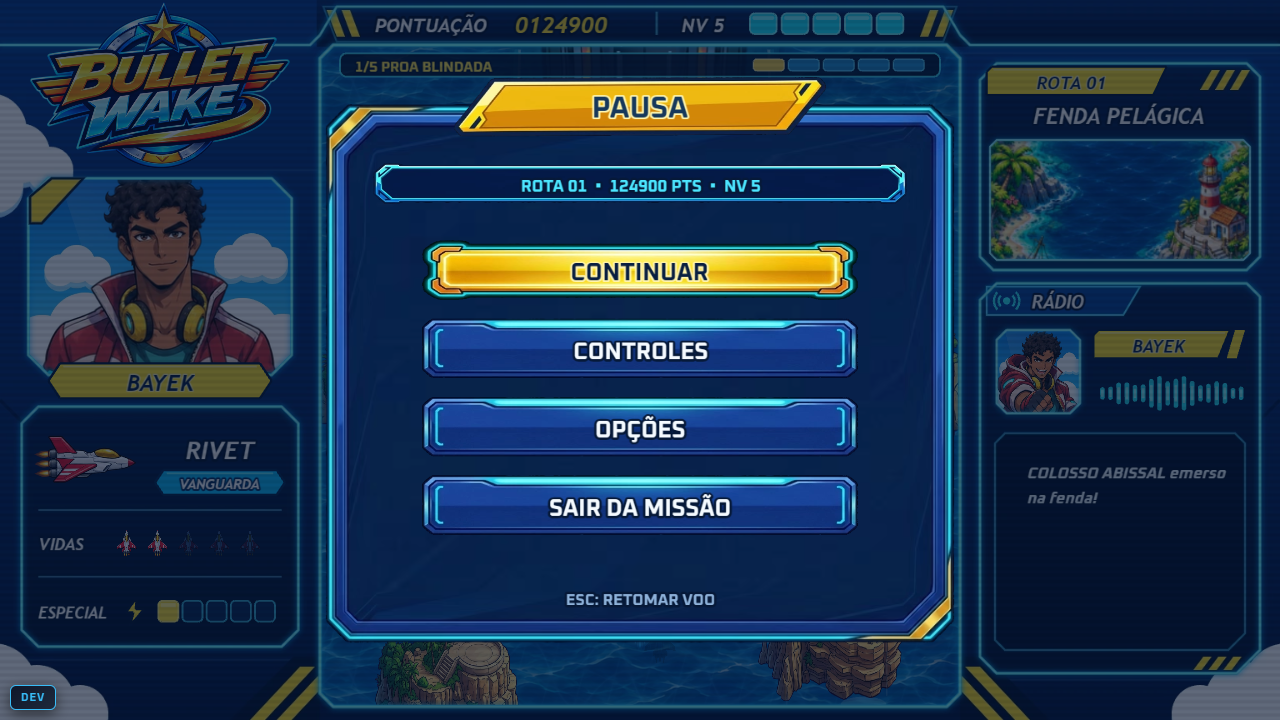 BULLET
WAKE
PONTUAÇÃO 0124900 NV 5
1/5 PROA BLINDADA
PAUSA
ROTA 01 • 124900 PTS • NV 5
CONTINUAR
CONTROLES
OPÇÕES
SAIR DA MISSÃO
ESC: RETOMAR VOO
BAYEK
RIVET
VANGUARDA
VIDAS
ESPECIAL
DEV
ROTA 01
FENDA PELÁGICA
RÁDIO
BAYEK
COLOSSO ABISSAL emerso
na fenda!